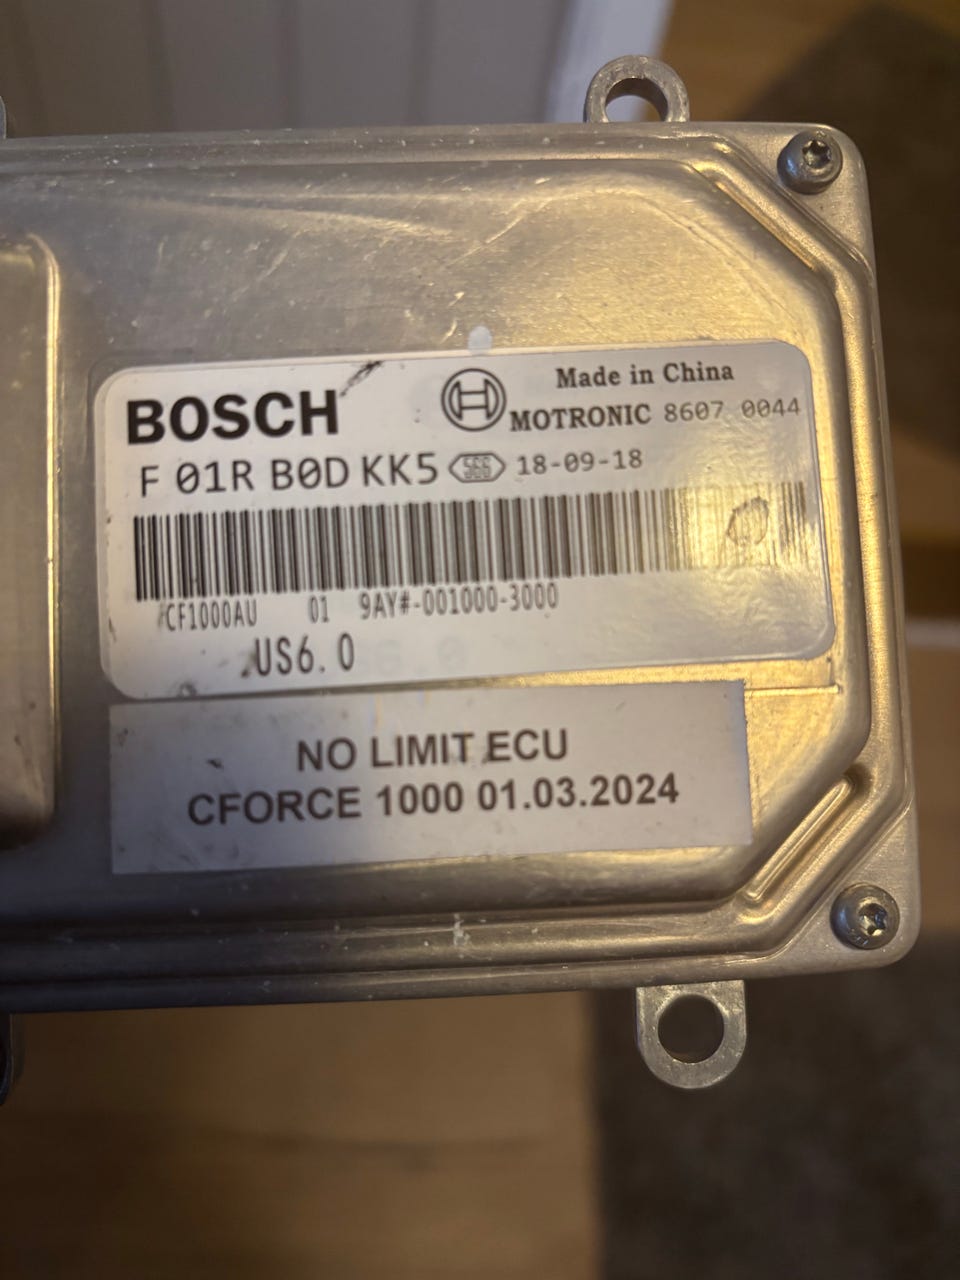 Made in China
BOSCH
MOTRONIC 8607 0044
F 01R B0D KK5 18-09-18
CF1000AU 01 9AY#-001000-3000
US6.0
NO LIMIT ECU
CFORCE 1000 01.03.2024